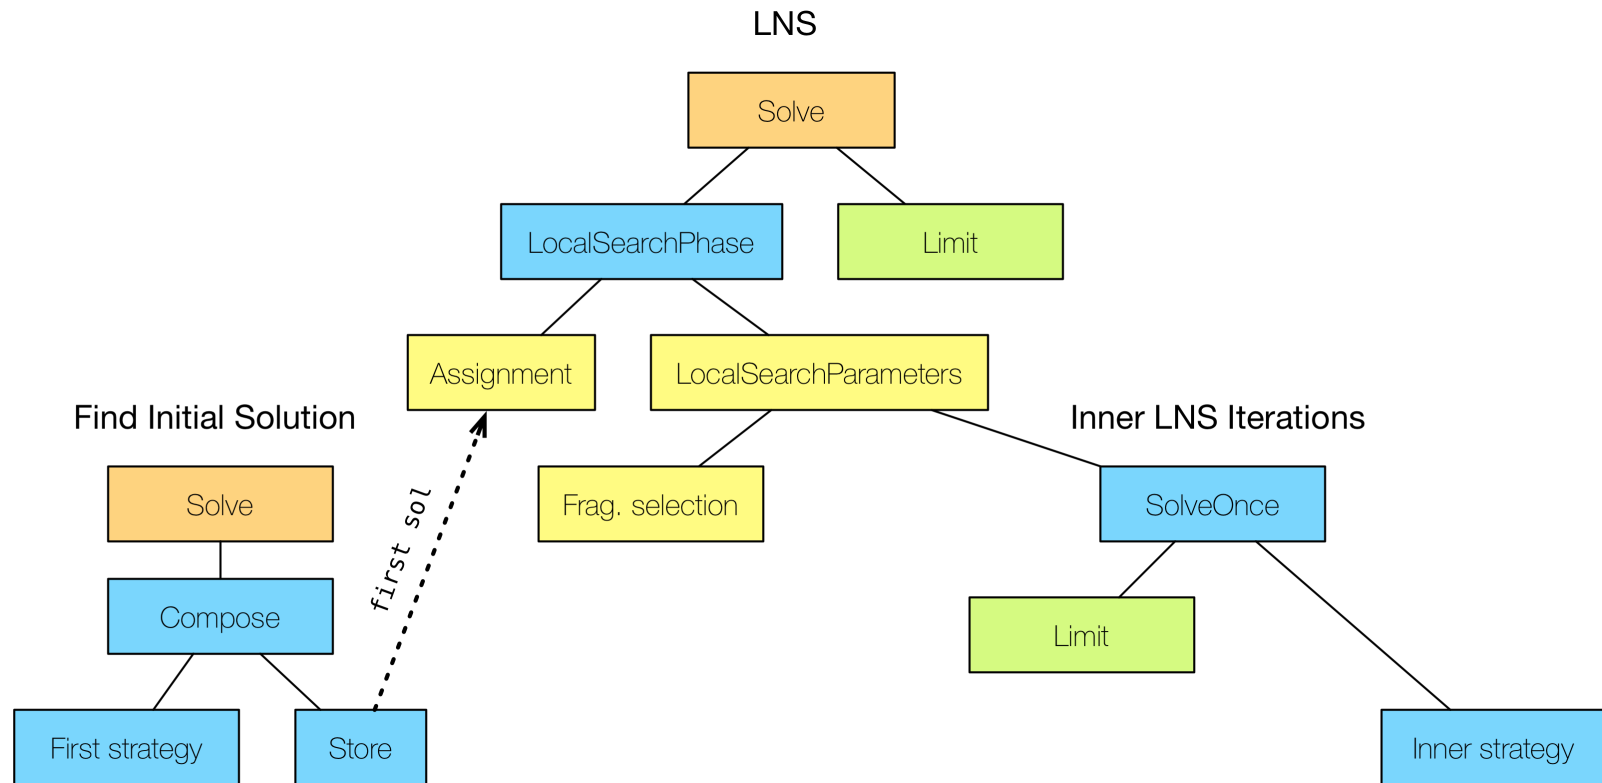 LNS
Solve
LocalSearchPhase
Limit
Assignment
LocalSearchParameters
Find Initial Solution
Inner LNS Iterations
Solve
Frag. selection
SolveOnce
first sol
Compose
Limit
First strategy
Store
Inner strategy